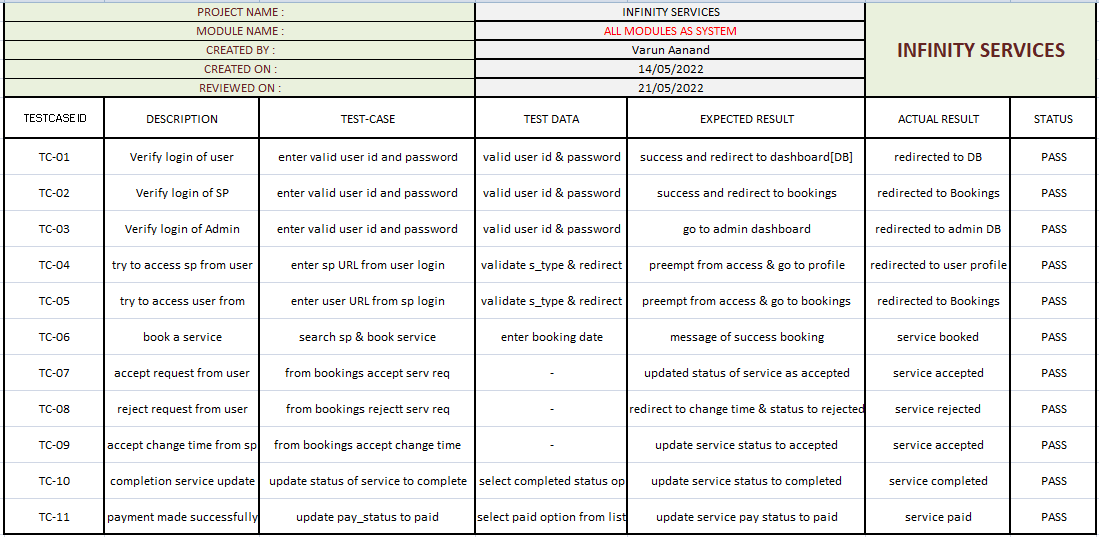 PROJECT NAME : INFINITY SERVICES
MODULE NAME : ALL MODULES AS SYSTEM
CREATED BY : Varun Aanand
CREATED ON : 14/05/2022
REVIEWED ON : 21/05/2022
INFINITY SERVICES
TESTCASE ID DESCRIPTION TEST-CASE TEST DATA EXPECTED RESULT ACTUAL RESULT STATUS
TC-01 Verify login of user enter valid user id and password valid user id & password success and redirect to dashboard[DB] redirected to DB PASS
TC-02 Verify login of SP enter valid user id and password valid user id & password success and redirect to bookings redirected to Bookings PASS
TC-03 Verify login of Admin enter valid user id and password valid user id & password go to admin dashboard redirected to admin DB PASS
TC-04 try to access sp from user enter sp URL from user login validate s_type & redirect preempt from access & go to profile redirected to user profile PASS
TC-05 try to access user from enter user URL from sp login validate s_type & redirect preempt from access & go to bookings redirected to Bookings PASS
TC-06 book a service search sp & book service enter booking date message of success booking service booked PASS
TC-07 accept request from user from bookings accept serv req - updated status of service as accepted service accepted PASS
TC-08 reject request from user from bookings rejectt serv req - redirect to change time & status to rejected service rejected PASS
TC-09 accept change time from sp from bookings accept change time - update service status to accepted service accepted PASS
TC-10 completion service update update status of service to complete select completed status op update service status to completed service completed PASS
TC-11 payment made successfully update pay_status to paid select paid option from list update service pay status to paid service paid PASS